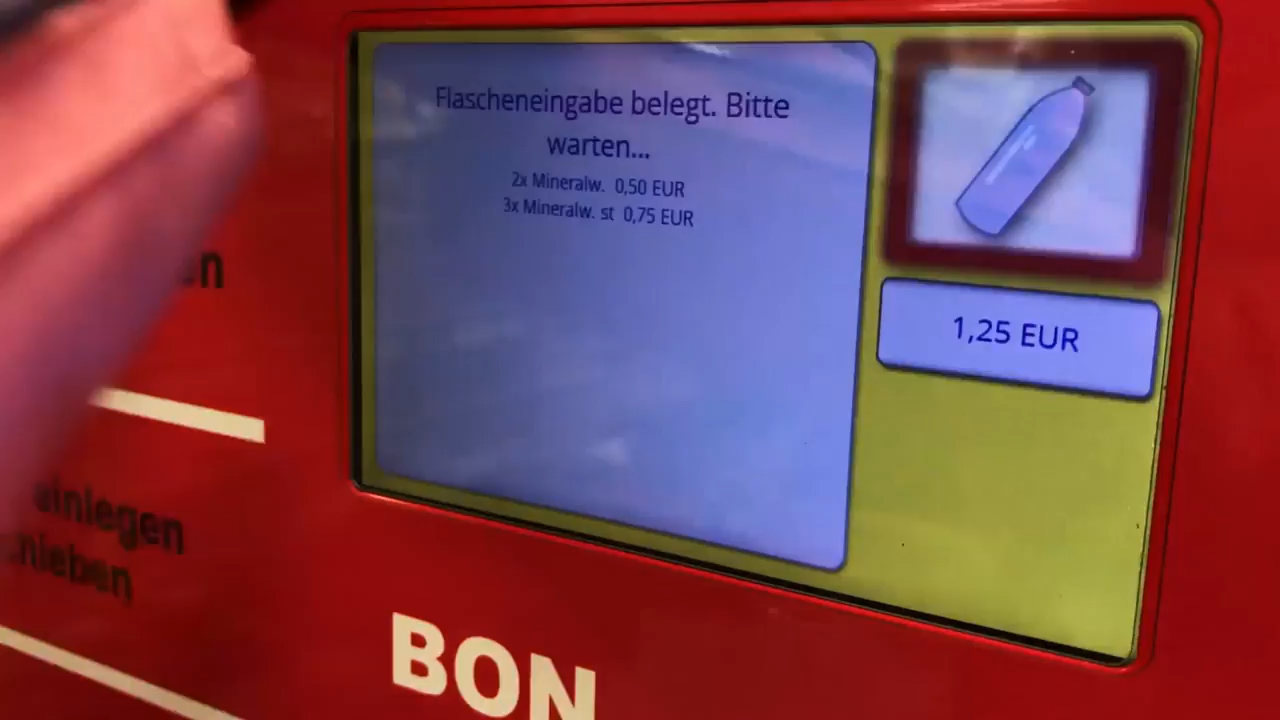 Flascheneingabe belegt. Bitte
warten...
2x Mineralw. 0,50 EUR
3x Mineralw. st 0,75 EUR
1,25 EUR
einlegen
BON